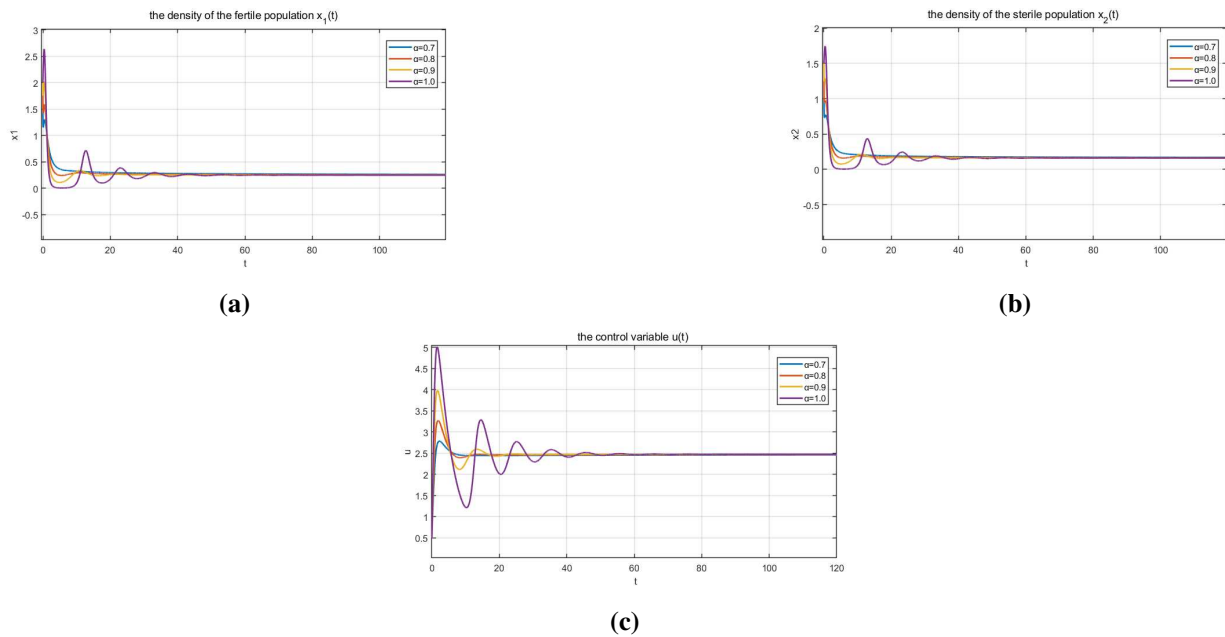 the density of the fertile population x₁(t)
3
2.5
2
1.5
1
0.5
0
-0.5
x1
0 20 40 60 80 100
t
α=0.7
α=0.8
α=0.9
α=1.0
(a)
the density of the sterile population x₂(t)
2
1.5
1
0.5
0
-0.5
x2
0 20 40 60 80 100
t
α=0.7
α=0.8
α=0.9
α=1.0
(b)
the control variable u(t)
5
4.5
4
3.5
3
2.5
2
1.5
1
0.5
u
0 20 40 60 80 100 120
t
α=0.7
α=0.8
α=0.9
α=1.0
(c)